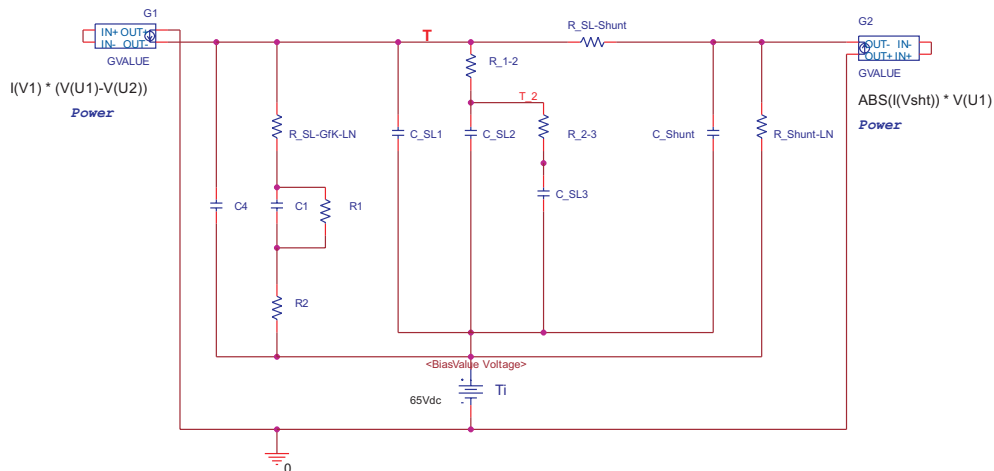 G1
IN+ OUT+
IN- OUT-
GVALUE
I(V1) * (V(U1)-V(U2))
Power
T
R_SL-Shunt
R_1-2
T_2
G2
OUT- IN-
OUT+ IN+
GVALUE
ABS(I(Vsht)) * V(U1)
Power
R_SL-GfK-LN
C_SL1
C_SL2
R_2-3
C_Shunt
R_Shunt-LN
C_SL3
C4
C1
R1
R2
<BiasValue Voltage>
65Vdc
+
-
Ti
0